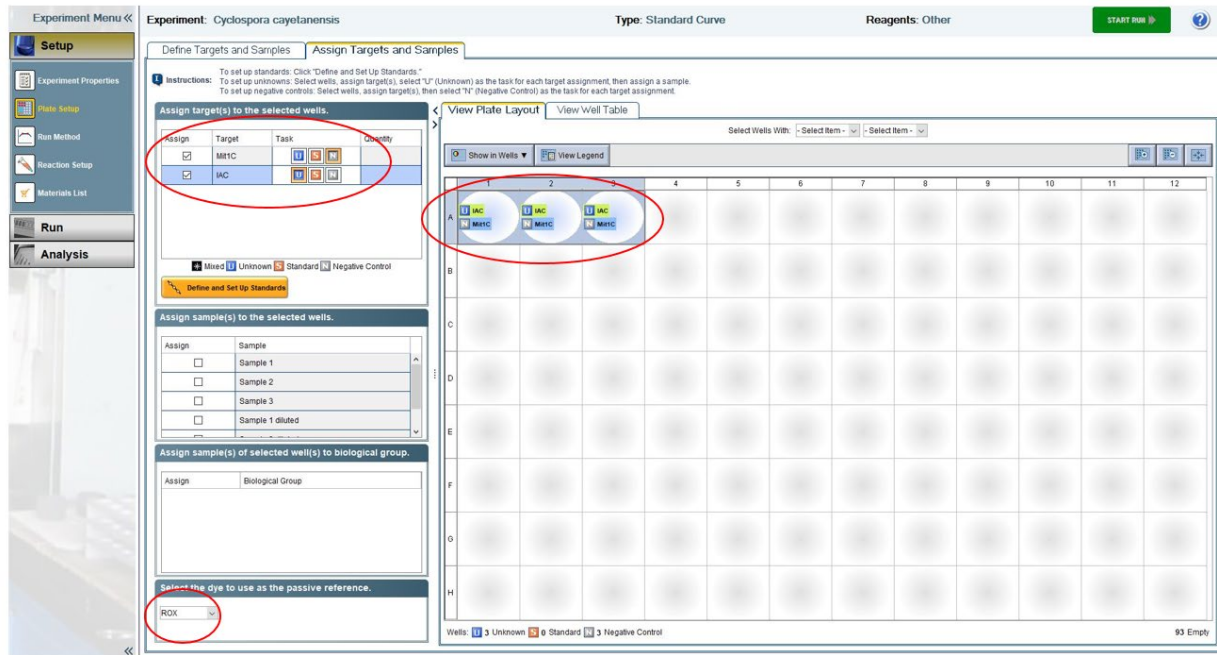 Experiment Menu «
Experiment: Cyclospora cayetanensis Type: Standard Curve Reagents: Other START RUN ?
Setup
Experiment Properties
Plate Setup
Run Method
Reaction Setup
Materials List
Run
Analysis
«
Define Targets and Samples Assign Targets and Samples
Instructions: To set up standards: Click "Define and Set Up Standards."
To set up unknowns: Select wells, assign target(s), select "U" (Unknown) as the task for each target assignment, then assign a sample.
To set up negative controls: Select wells, assign target(s), then select "N" (Negative Control) as the task for each target assignment.
Assign target(s) to the selected wells.
Assign Target Task Quantity
Mit1C U S N
IAC U S N
Mixed U Unknown S Standard N Negative Control
Define and Set Up Standards
Assign sample(s) to the selected wells.
Assign Sample
Sample 1
Sample 2
Sample 3
Sample 1 diluted
Assign sample(s) of selected well(s) to biological group.
Assign Biological Group
Select the dye to use as the passive reference.
ROX
View Plate Layout View Well Table
Select Wells With: - Select Item - - Select Item -
Show in Wells ▼ View Legend
1 2 3 4 5 6 7 8 9 10 11 12
A U IAC U IAC U IAC
N Mit1C N Mit1C N Mit1C
B
C
D
E
F
G
H
Wells: U 3 Unknown S 0 Standard N 3 Negative Control 93 Empty